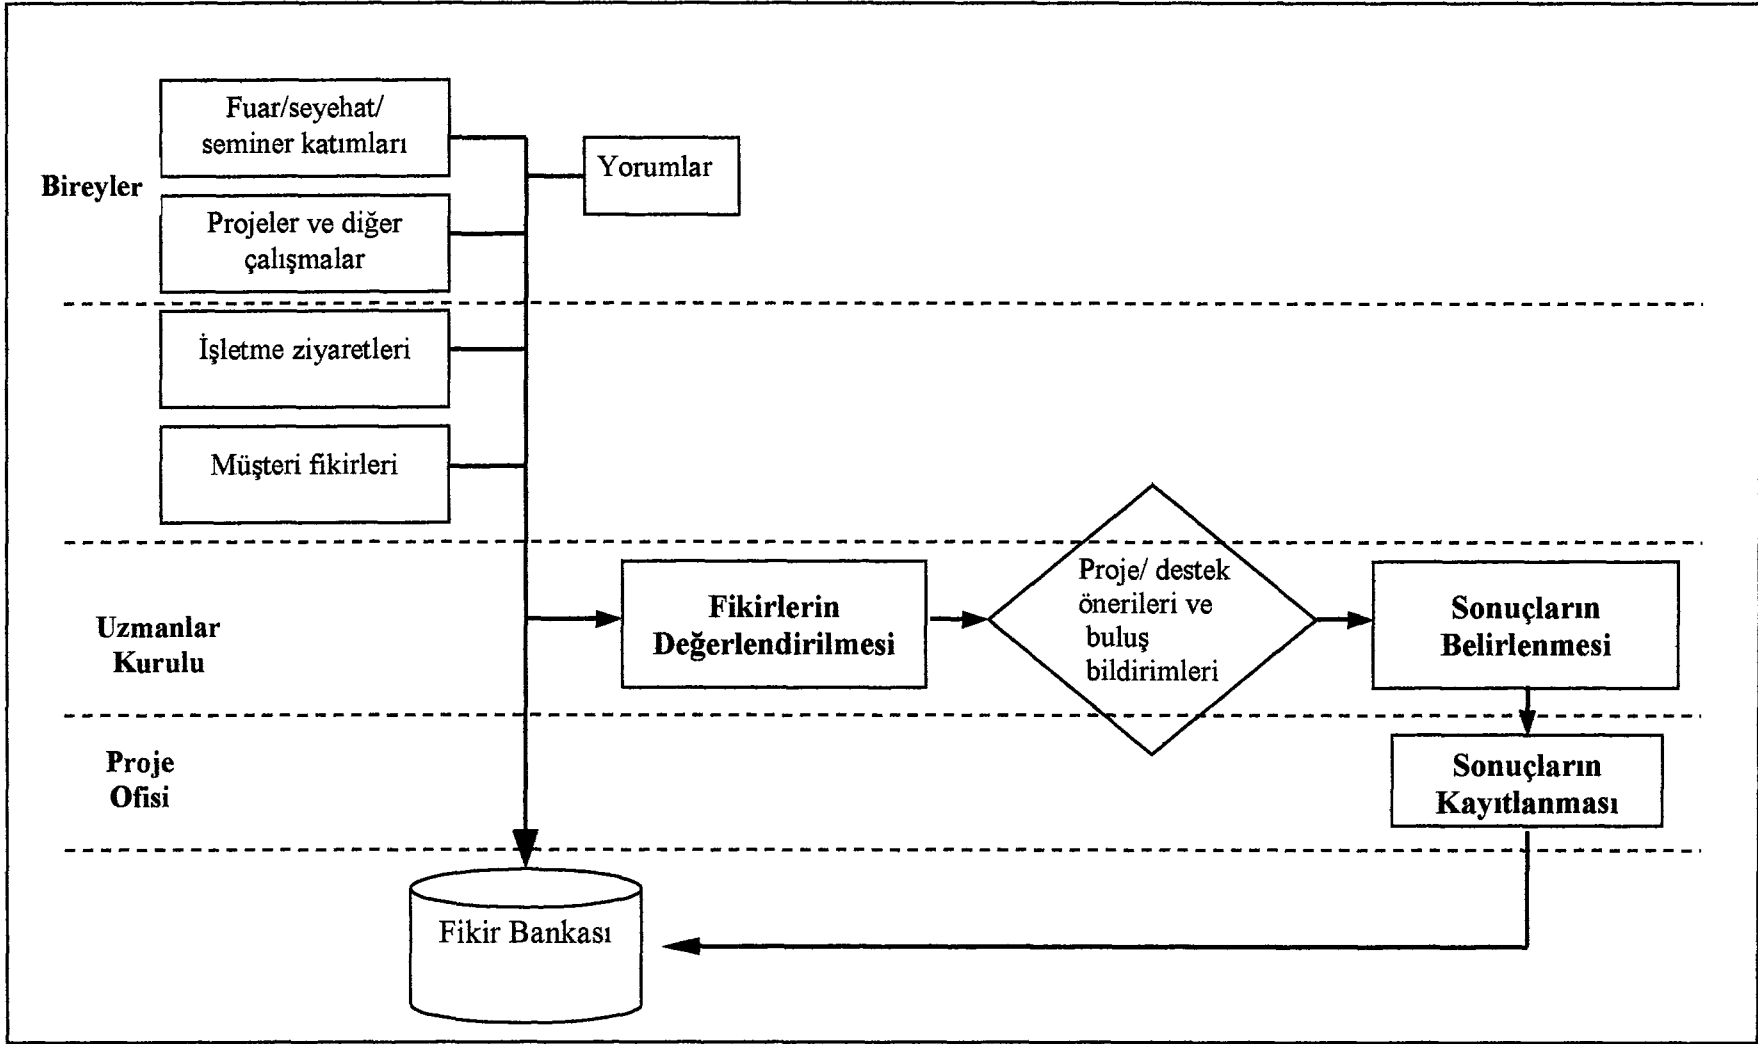 Fuar/seyehat/
seminer katımları
Yorumlar
Bireyler
Projeler ve diğer
çalışmalar
İşletme ziyaretleri
Müşteri fikirleri
Uzmanlar
Kurulu
Fikirlerin
Değerlendirilmesi
Proje/ destek
önerileri ve
buluş
bildirimleri
Sonuçların
Belirlenmesi
Proje
Ofisi
Sonuçların
Kayıtlanması
Fikir Bankası